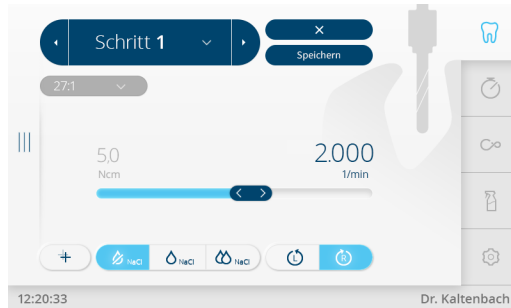 Schritt 1
Speichern
27:1
5,0
Ncm
2.000
1/min
NaCl NaCl NaCl L R
12:20:33 Dr. Kaltenbach